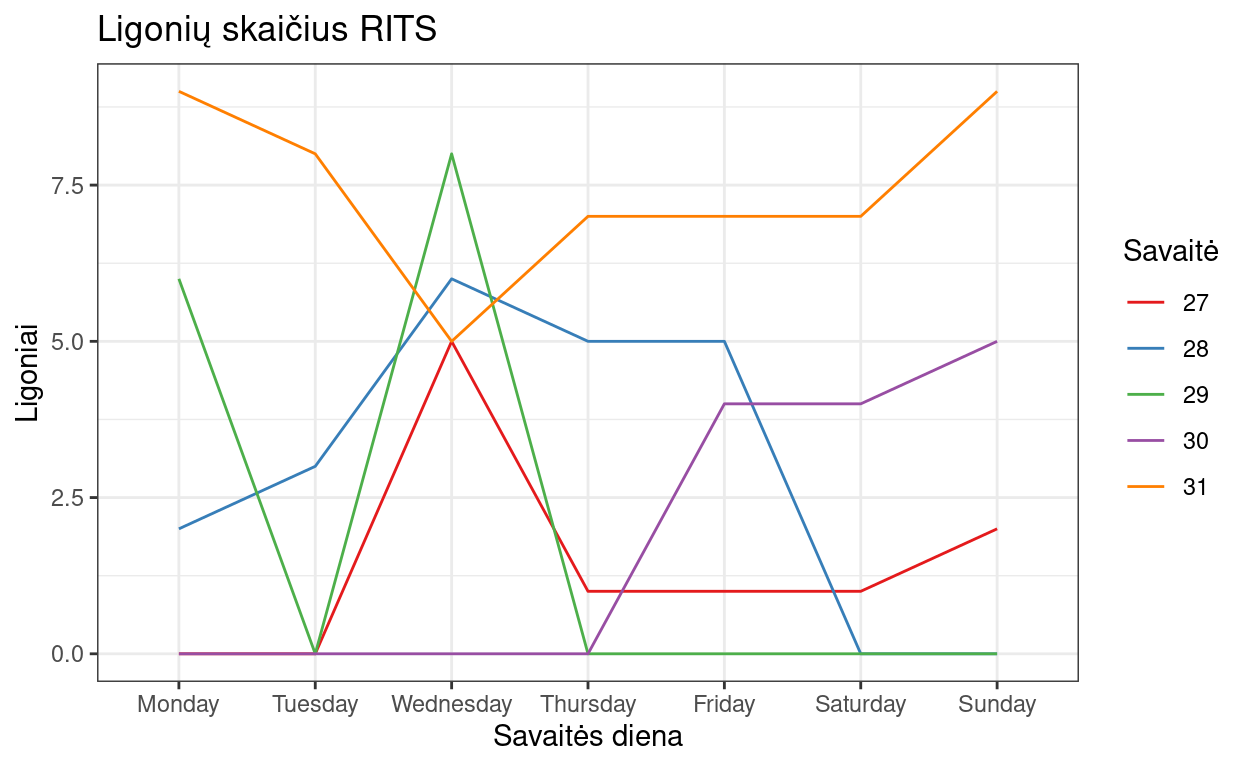 Ligonių skaičius RITS
Ligoniai
7.5
5.0
2.5
0.0
Monday Tuesday Wednesday Thursday Friday Saturday Sunday
Savaitės diena
Savaitė
27
28
29
30
31